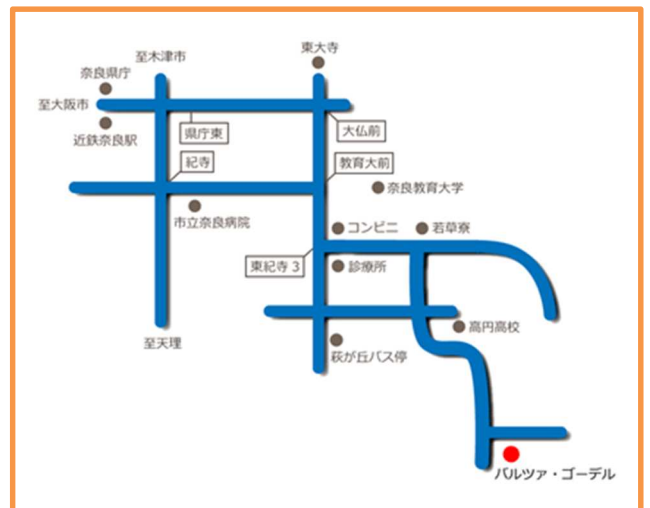 東大寺
至木津市
奈良県庁
至大阪市
県庁東
大仏前
近鉄奈良駅
紀寺
教育大前
奈良教育大学
市立奈良病院
コンビニ
若草寮
東紀寺3
診療所
高円高校
至天理
萩が丘バス停
バルツァ・ゴーデル